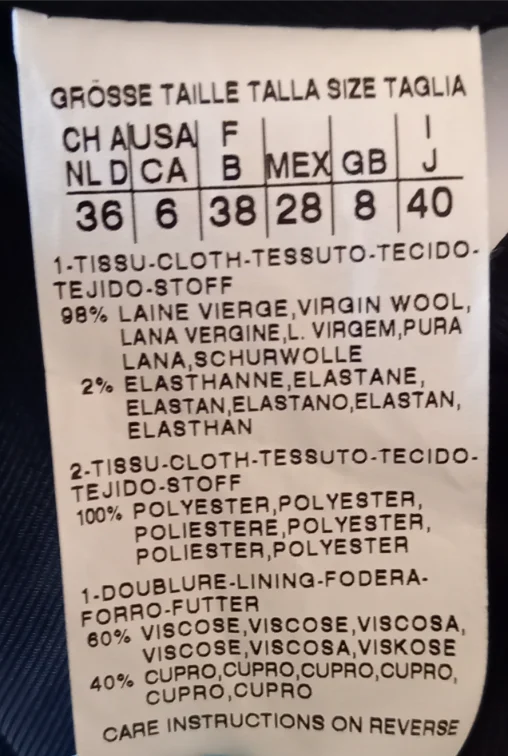 GRÖSSE TAILLE TALLA SIZE TAGLIA
CH A USA F I
NL D CA B MEX GB J
36 6 38 28 8 40
1-TISSU-CLOTH-TESSUTO-TECIDO-
TEJIDO-STOFF
98% LAINE VIERGE,VIRGIN WOOL,
LANA VERGINE,L. VIRGEM,PURA
LANA,SCHURWOLLE
2% ELASTHANNE,ELASTANE,
ELASTAN,ELASTANO,ELASTAN,
ELASTHAN
2-TISSU-CLOTH-TESSUTO-TECIDO-
TEJIDO-STOFF
100% POLYESTER,POLYESTER,
POLIESTERE,POLYESTER,
POLIESTER,POLYESTER
1-DOUBLURE-LINING-FODERA-
FORRO-FUTTER
60% VISCOSE,VISCOSE,VISCOSA,
VISCOSE,VISCOSA,VISKOSE
40% CUPRO,CUPRO,CUPRO,CUPRO,
CUPRO,CUPRO
CARE INSTRUCTIONS ON REVERSE